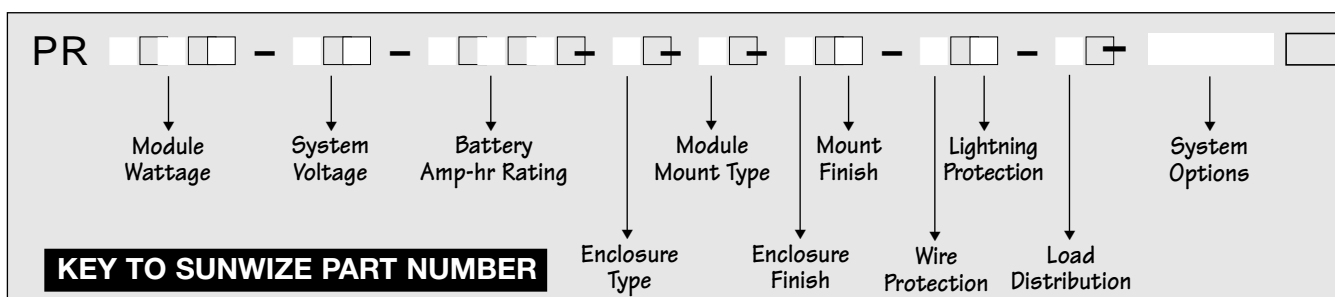 PR – – – – – – – – –
Module Wattage
System Voltage
Battery Amp-hr Rating
Module Mount Type
Mount Finish
Lightning Protection
System Options
KEY TO SUNWIZE PART NUMBER
Enclosure Type
Enclosure Finish
Wire Protection
Load Distribution